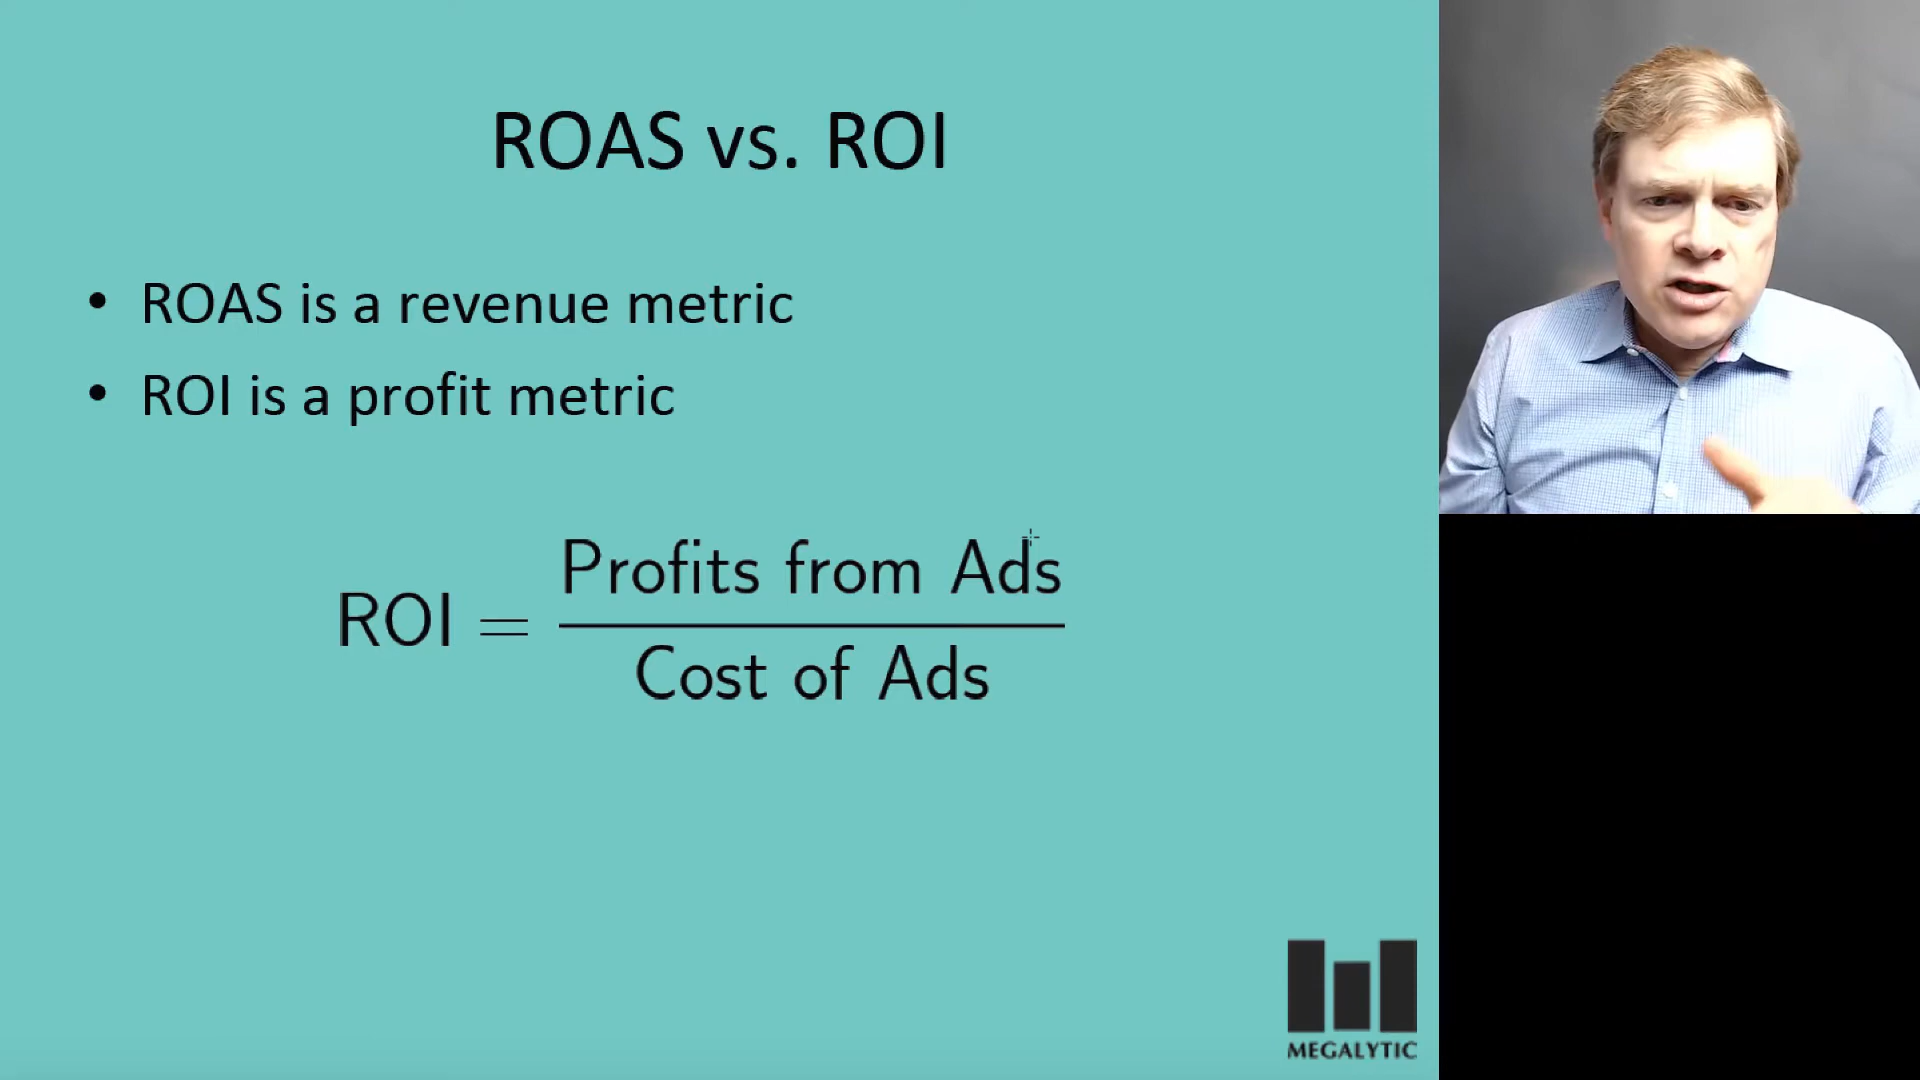 ROAS vs. ROI
• ROAS is a revenue metric
• ROI is a profit metric
ROI = Profits from Ads
Cost of Ads
MEGALYTIC